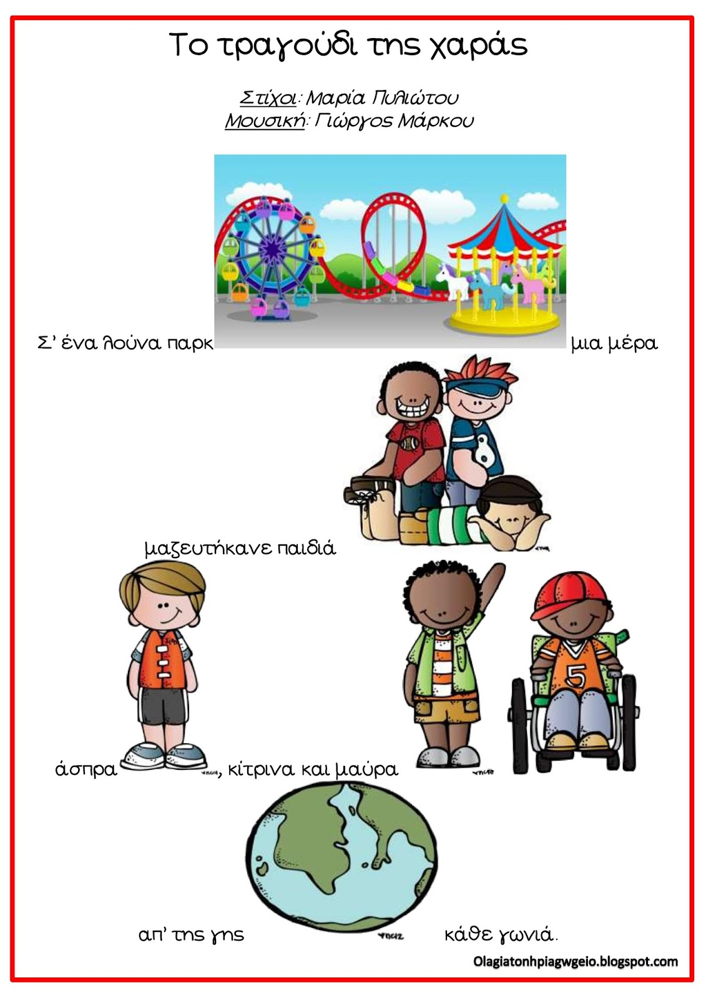 Το τραγούδι της χαράς
Στίχοι: Μαρία Πυλιώτου
Μουσική: Γιώργος Μάρκου
Σ' ένα λούνα παρκ μια μέρα
μαζευτήκανε παιδιά
άσπρα , κίτρινα και μαύρα
5
απ' της γης κάθε γωνιά.
Olagiatonhpiagwgeio.blogspot.com